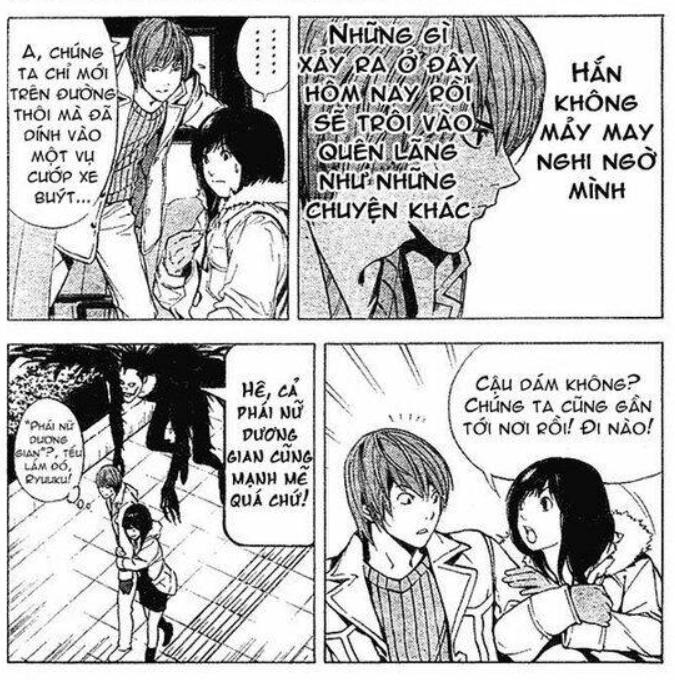 HẮN
KHÔNG
MẢY MAY
NGHI NGỜ
MÌNH
NHỮNG GÌ
XẢY RA Ở ĐÂY
HÔM NAY RỒI
SẼ TRÔI VÀO
QUÊN LÃNG
NHƯ NHỮNG
CHUYỆN KHÁC
A, CHÚNG
TA CHỈ MỚI
TRÊN ĐƯỜNG
THÔI MÀ ĐÃ
DÍNH VÀO
MỘT VỤ
CƯỚP XE
BUÝT...
CẬU DÁM KHÔNG?
CHÚNG TA CŨNG GẦN
TỚI NƠI RỒI! ĐI NÀO!
HÊ, CẢ
PHÁI NỮ
DƯƠNG
GIAN CŨNG
MẠNH MẼ
QUÁ CHỨ!
"PHÁI NỮ
DƯƠNG
GIAN"?, TẾU
LẮM ĐÓ,
RYUUKU!